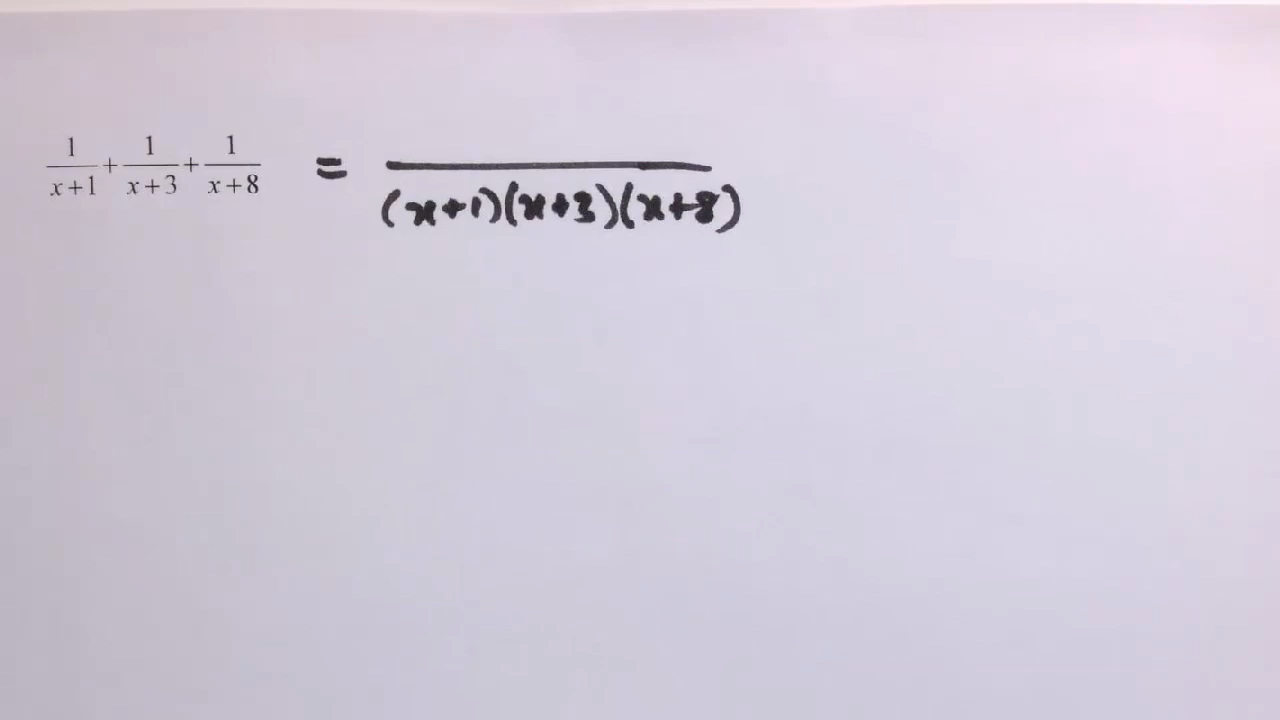 1/(x+1) + 1/(x+3) + 1/(x+8) = /((x+1)(x+3)(x+8))